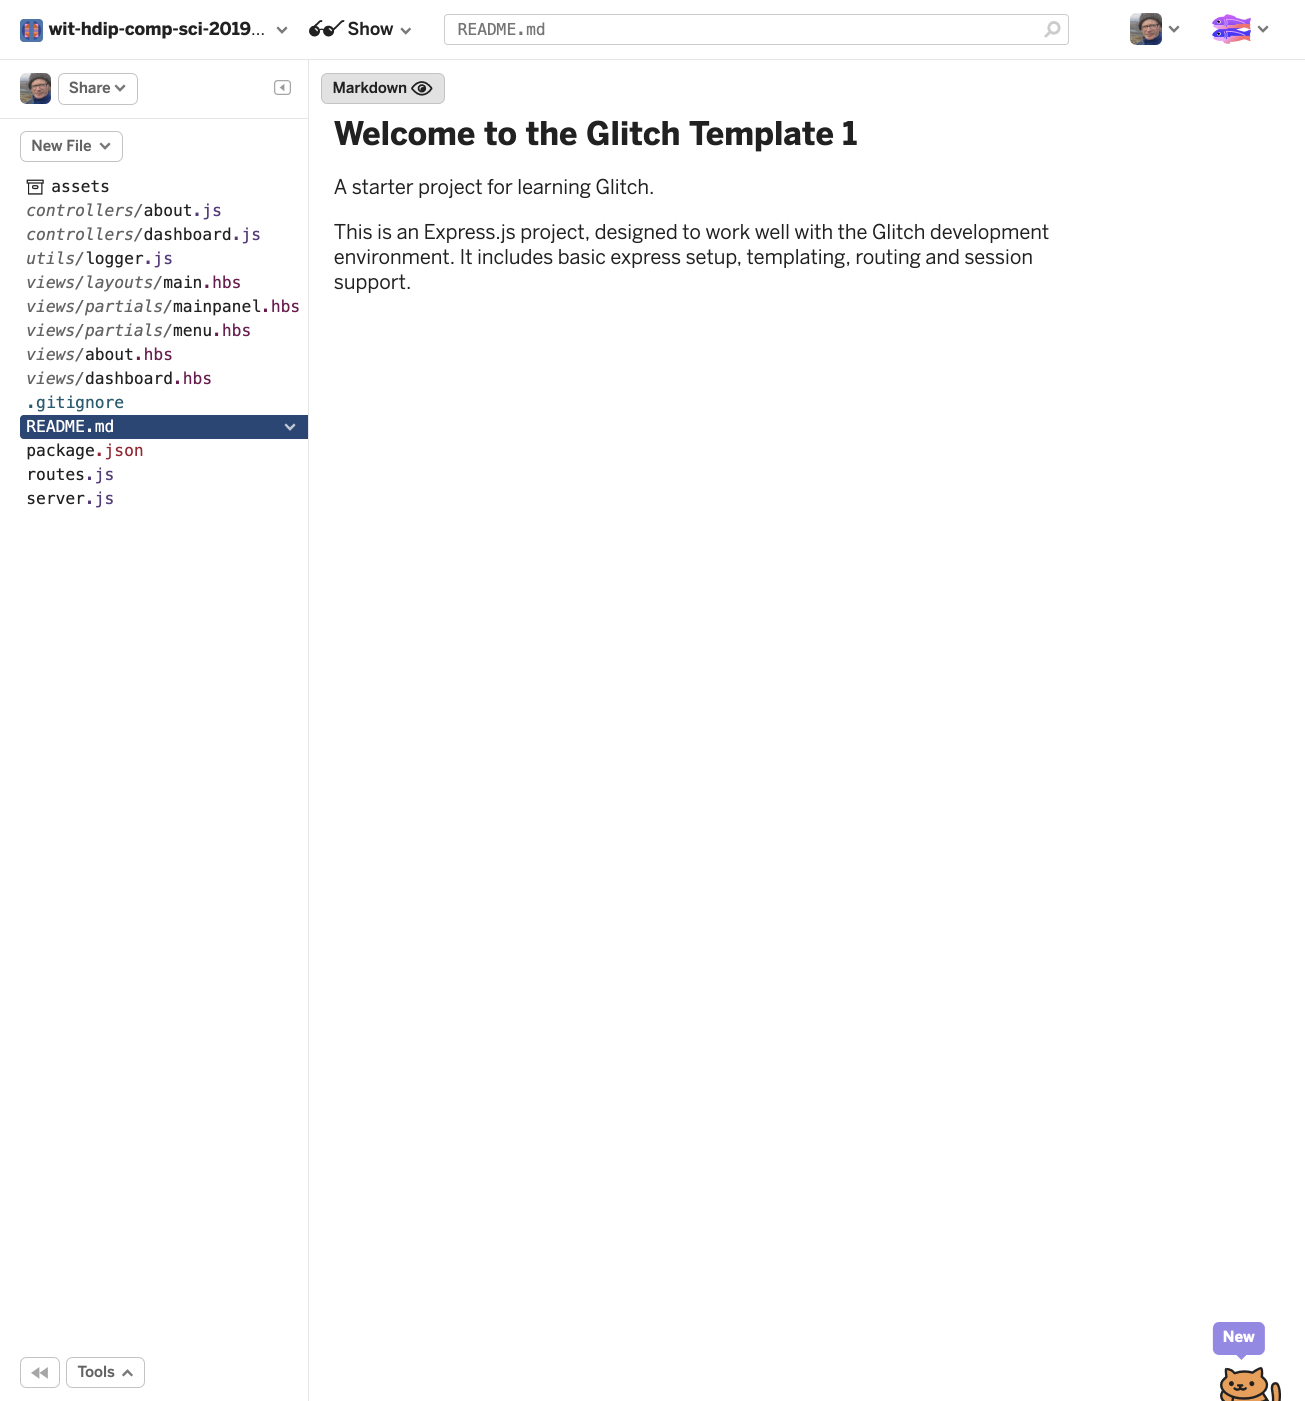 wit-hdip-comp-sci-2019...
Show
README.md
Share
Markdown
Welcome to the Glitch Template 1
New File
A starter project for learning Glitch.
This is an Express.js project, designed to work well with the Glitch development
environment. It includes basic express setup, templating, routing and session
support.
assets
controllers/about.js
controllers/dashboard.js
utils/logger.js
views/layouts/main.hbs
views/partials/mainpanel.hbs
views/partials/menu.hbs
views/about.hbs
views/dashboard.hbs
.gitignore
README.md
package.json
routes.js
server.js
New
Tools